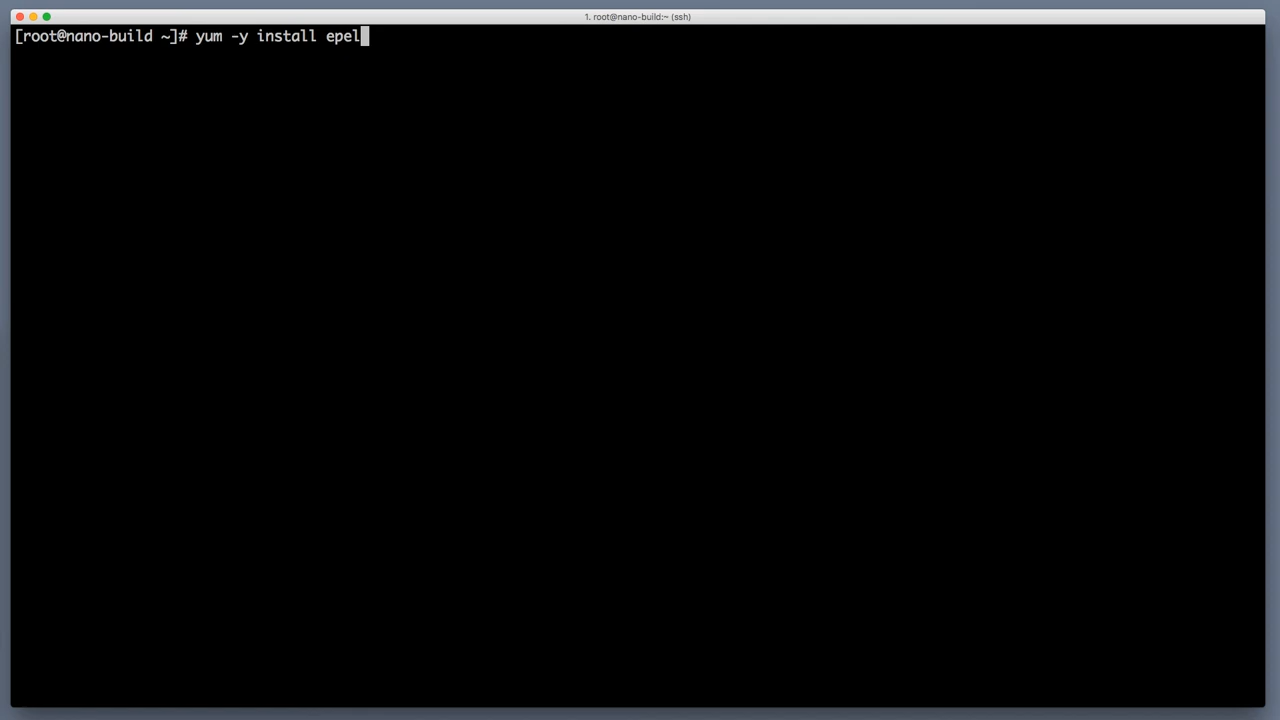 1. root@nano-build:~ (ssh)
[root@nano-build ~]# yum -y install epel